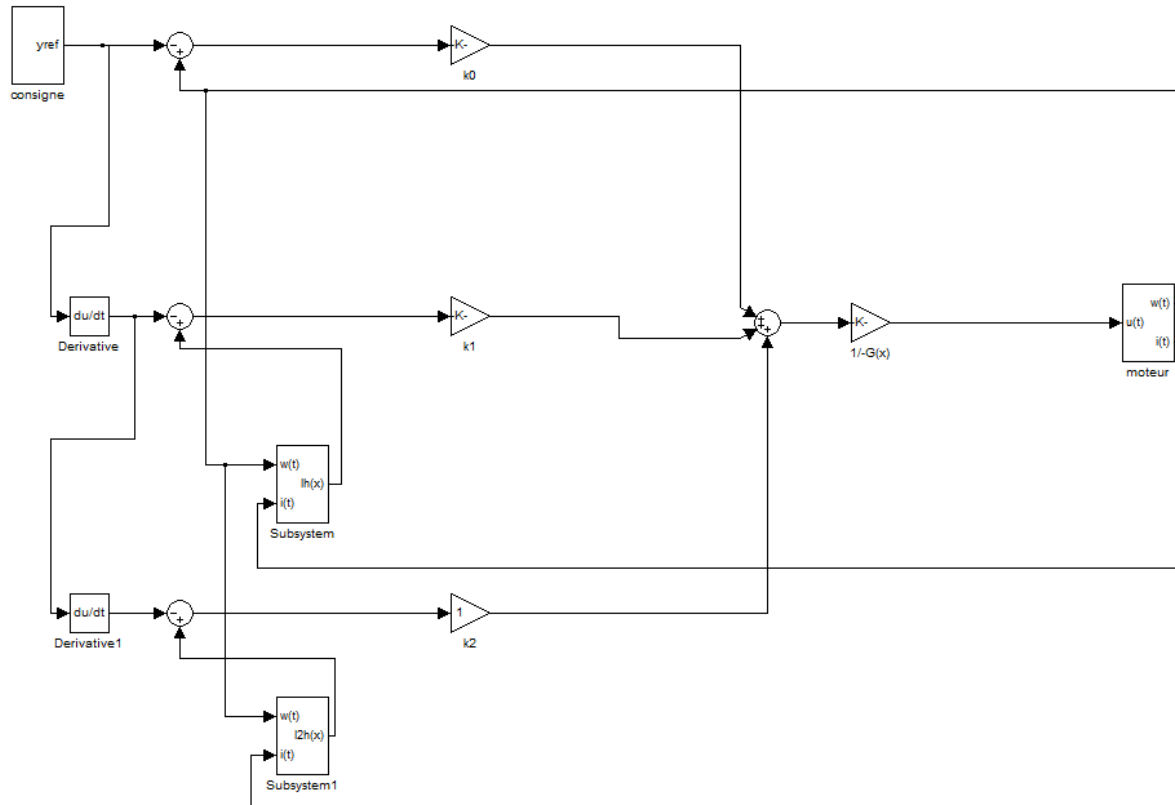 yref
consigne
-
+
K-
k0
du/dt
Derivative
-
+
K-
k1
+
+
+
K-
1/-G(x)
w(t)
u(t)
i(t)
moteur
w(t)
lh(x)
i(t)
Subsystem
du/dt
Derivative1
-
+
1
k2
w(t)
l2h(x)
i(t)
Subsystem1